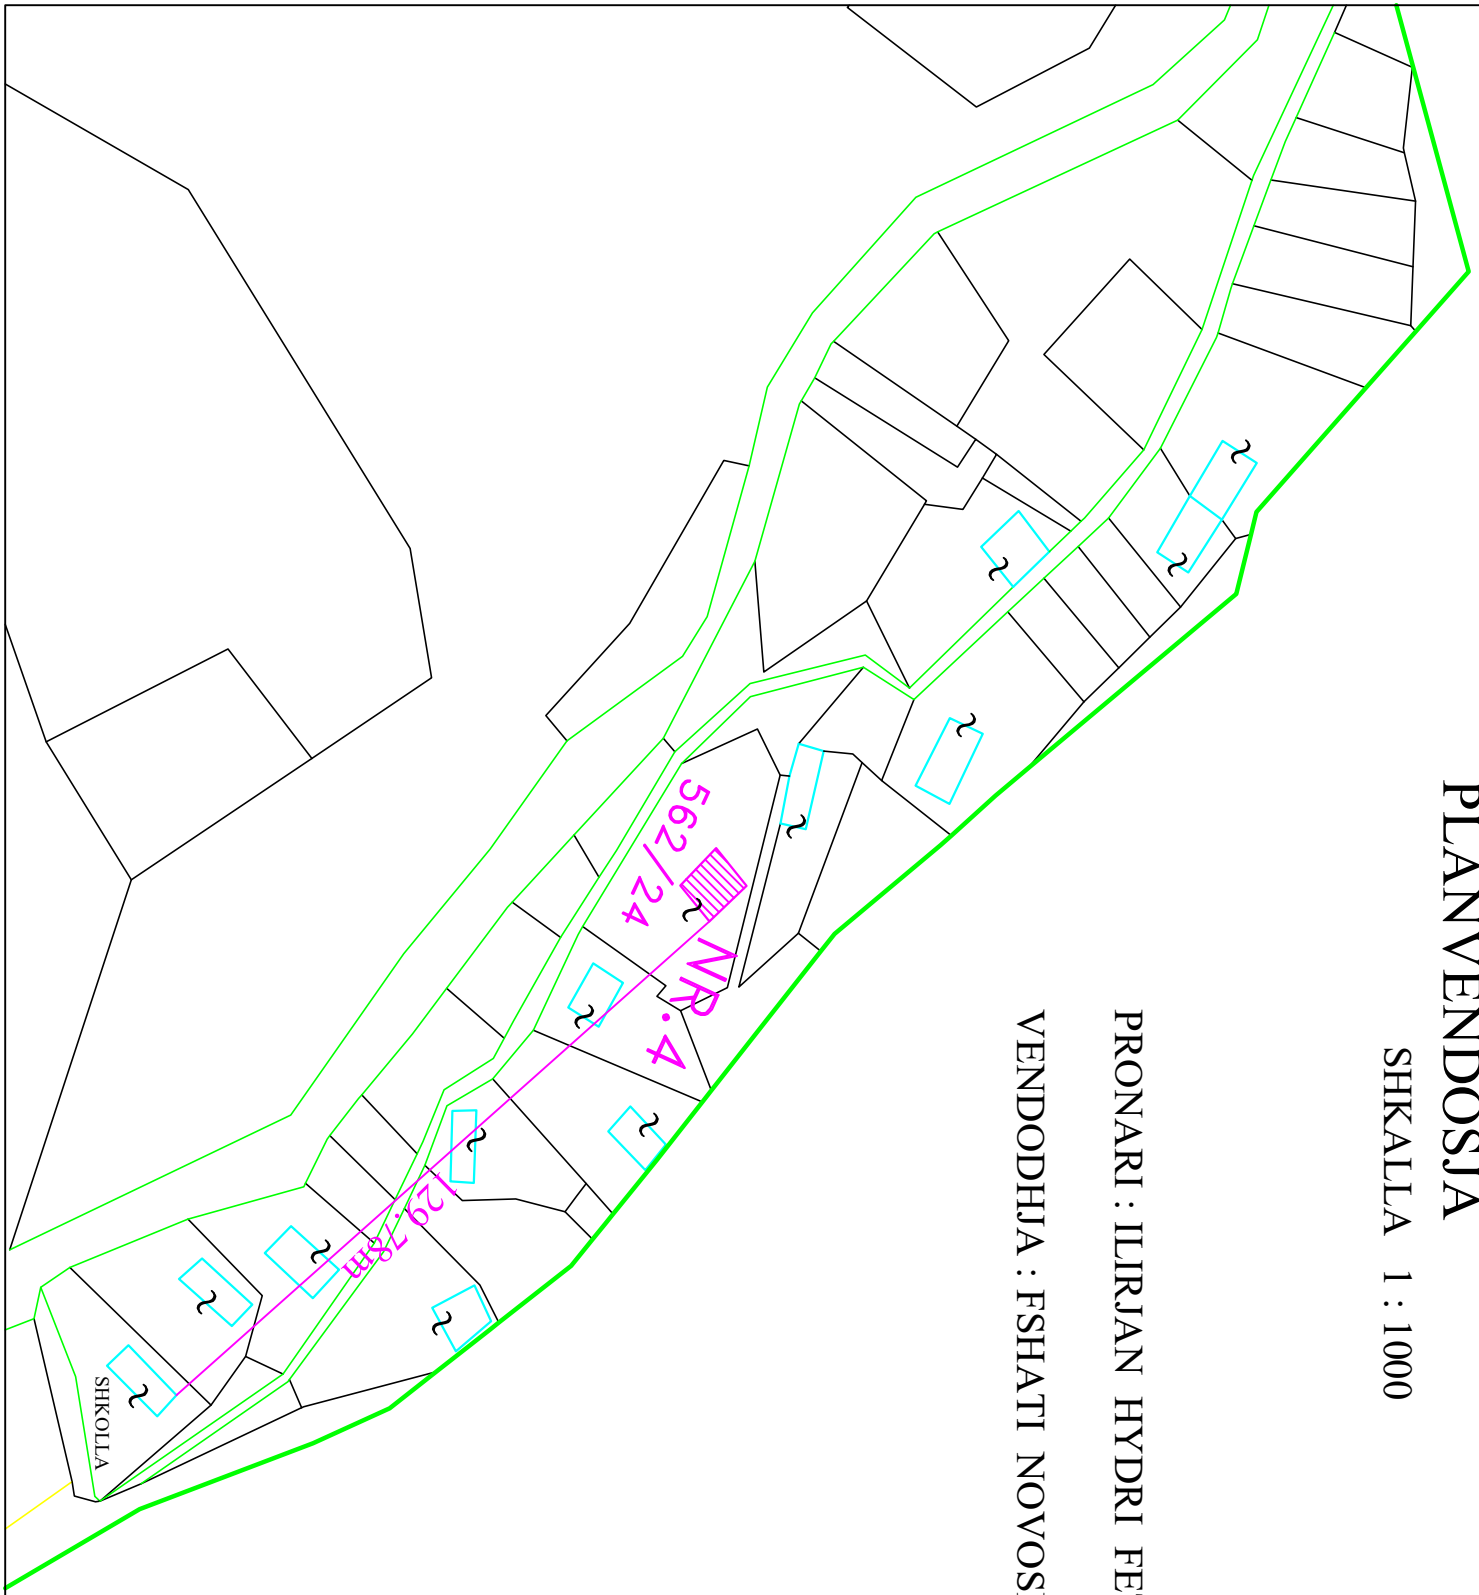 PLANVENDOSJA
SHKALLA 1 : 1000
PRONARI : ILIRJAN HYDRI
VENDODHJA : FSHATI
562/24
NR.4
129.78m
SHKOLLA